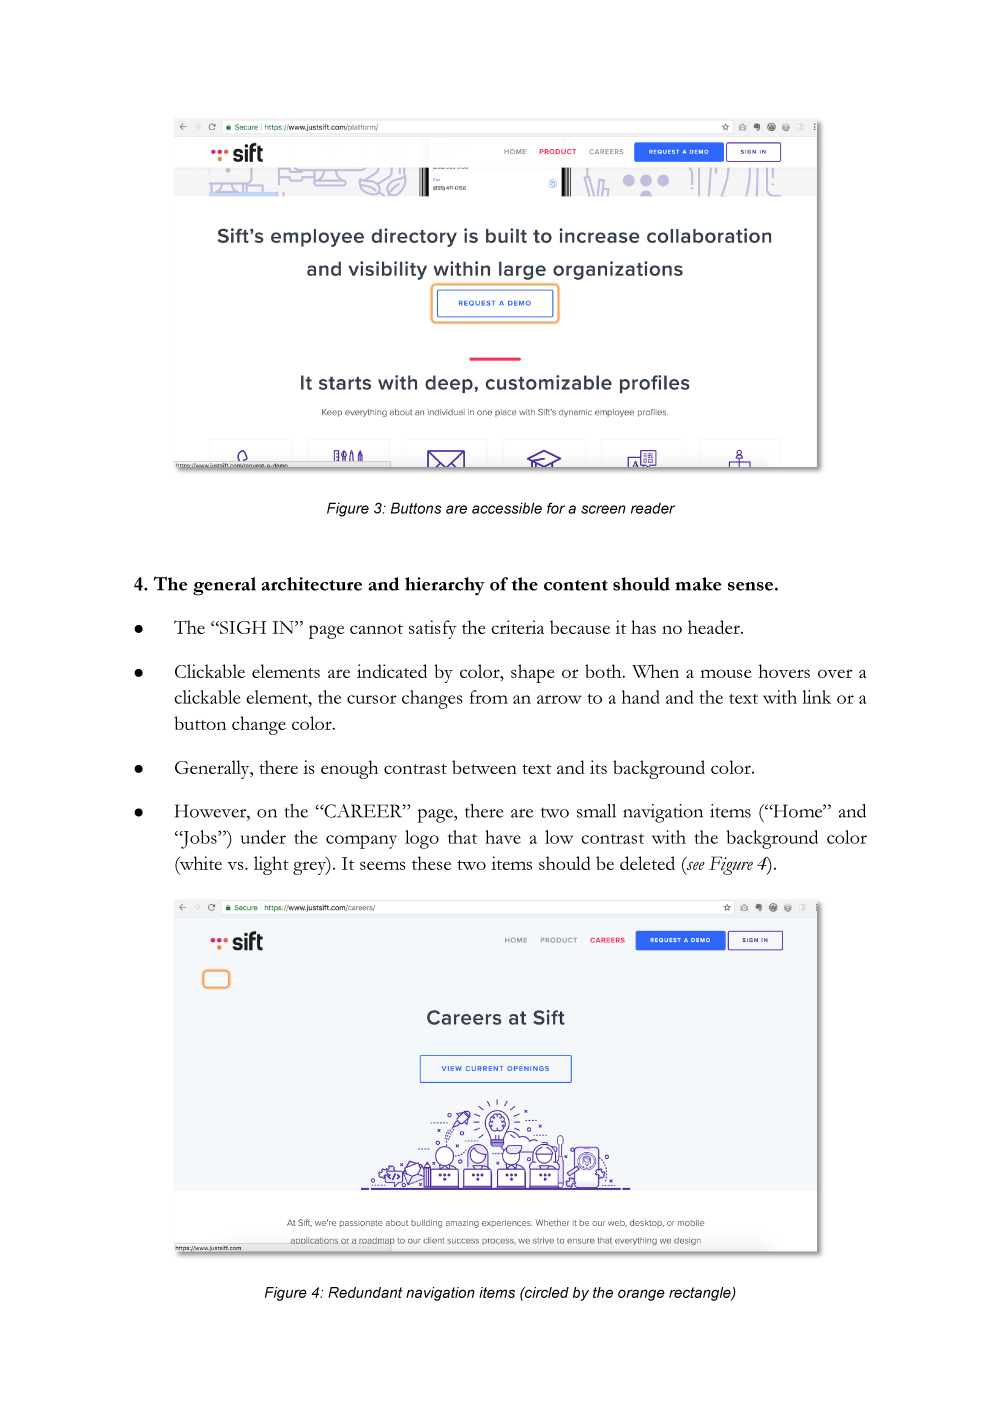 Secure https://www.justsift.com/platform/
sift HOME PRODUCT CAREERS REQUEST A DEMO SIGN IN
Fax
(855) 471-0150
Sift's employee directory is built to increase collaboration
and visibility within large organizations
REQUEST A DEMO
It starts with deep, customizable profiles
Keep everything about an individual in one place with Sift's dynamic employee profiles.
https://www.justsift.com/request-a-demo
Figure 3: Buttons are accessible for a screen reader
4. The general architecture and hierarchy of the content should make sense.
● The “SIGH IN” page cannot satisfy the criteria because it has no header.
● Clickable elements are indicated by color, shape or both. When a mouse hovers over a
clickable element, the cursor changes from an arrow to a hand and the text with link or a
button change color.
● Generally, there is enough contrast between text and its background color.
● However, on the “CAREER” page, there are two small navigation items (“Home” and
“Jobs”) under the company logo that have a low contrast with the background color
(white vs. light grey). It seems these two items should be deleted (see Figure 4).
Secure https://www.justsift.com/careers/
sift HOME PRODUCT CAREERS REQUEST A DEMO SIGN IN
Careers at Sift
VIEW CURRENT OPENINGS
At Sift, we're passionate about building amazing experiences. Whether it be our web, desktop, or mobile
applications or a roadmap to our client success process, we strive to ensure that everything we design
https://www.justsift.com
Figure 4: Redundant navigation items (circled by the orange rectangle)